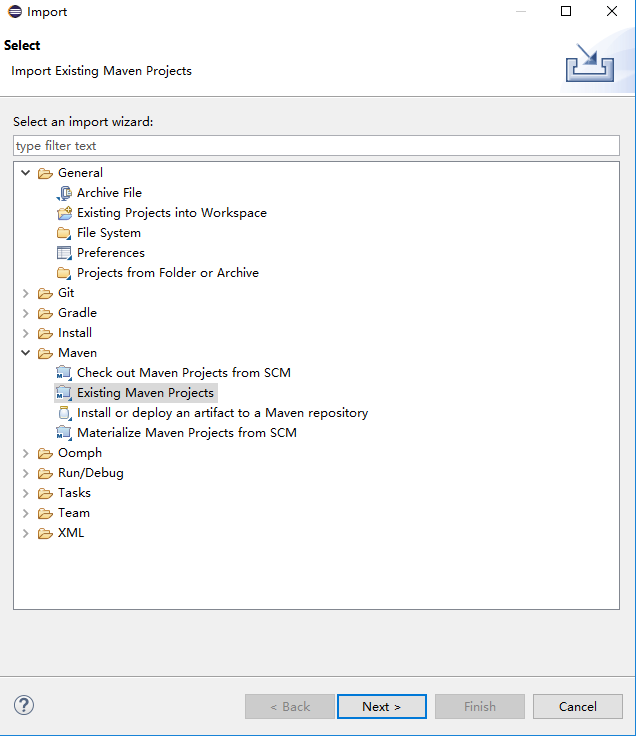 Import
Select
Import Existing Maven Projects
Select an import wizard:
type filter text
General
Archive File
Existing Projects into Workspace
File System
Preferences
Projects from Folder or Archive
Git
Gradle
Install
Maven
Check out Maven Projects from SCM
Existing Maven Projects
Install or deploy an artifact to a Maven repository
Materialize Maven Projects from SCM
Oomph
Run/Debug
Tasks
Team
XML
? < Back Next > Finish Cancel